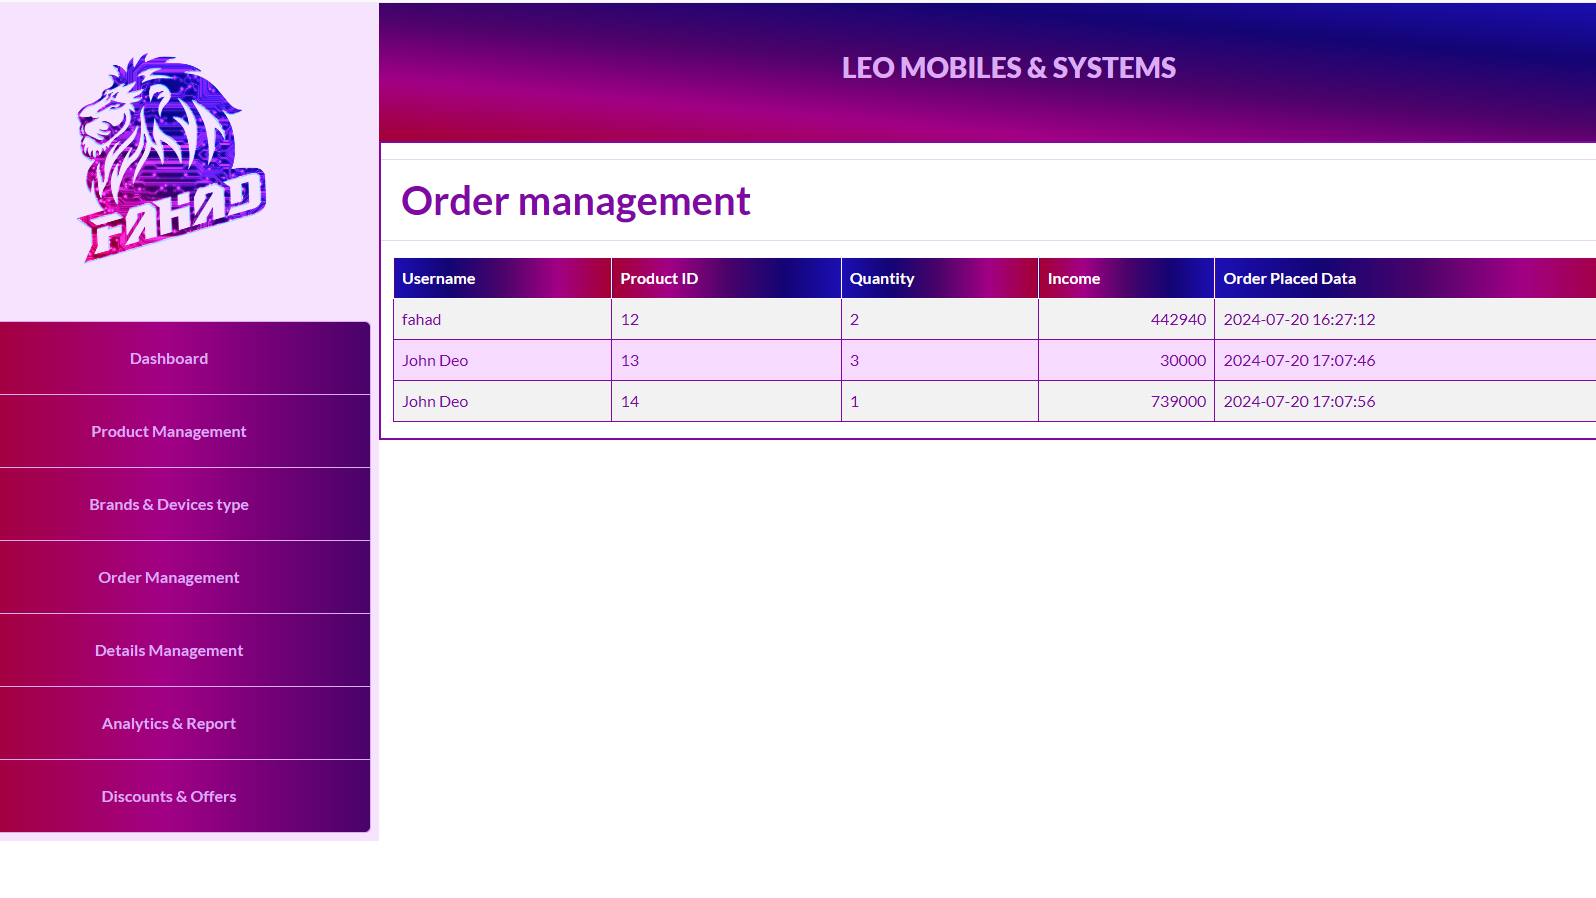 FAHAD
LEO MOBILES & SYSTEMS
Dashboard
Product Management
Brands & Devices type
Order Management
Details Management
Analytics & Report
Discounts & Offers
Order management
Username Product ID Quantity Income Order Placed Data
fahad 12 2 442940 2024-07-20 16:27:12
John Deo 13 3 30000 2024-07-20 17:07:46
John Deo 14 1 739000 2024-07-20 17:07:56